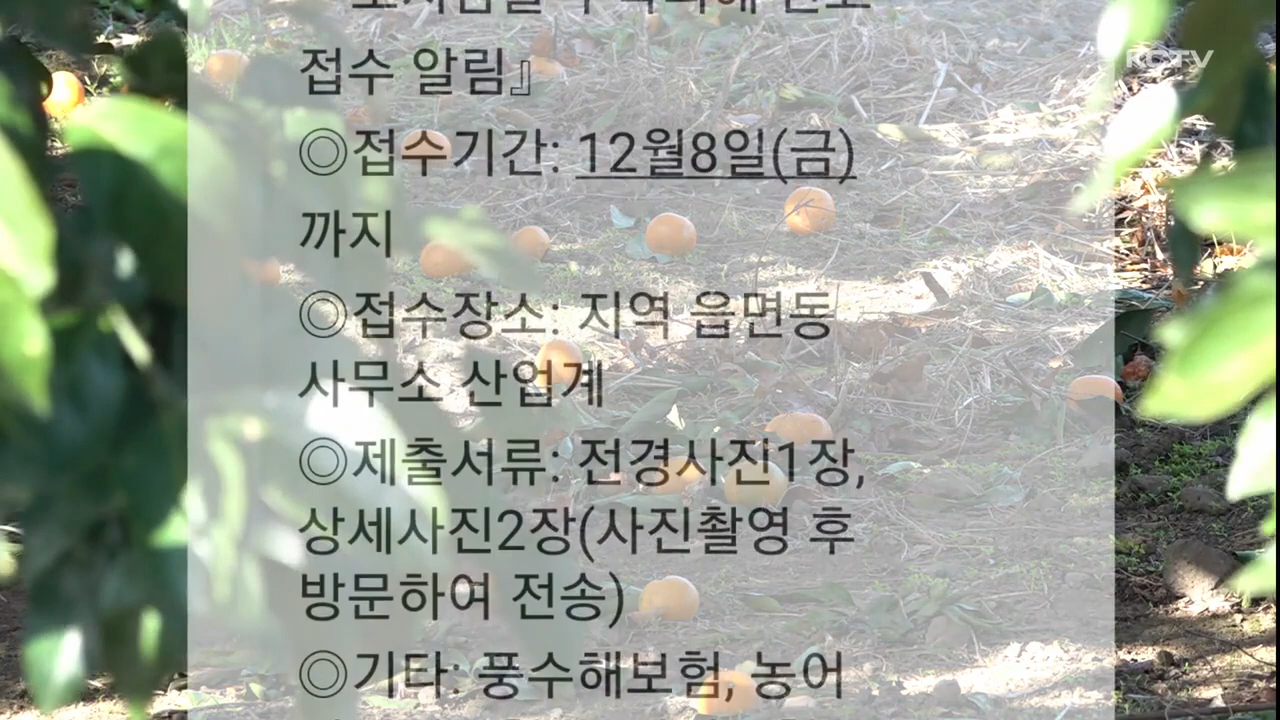 접수 알림』
◎접수기간: 12월8일(금)
까지
◎접수장소: 지역 읍면동
사무소 산업계
◎제출서류: 전경사진1장,
상세사진2장(사진촬영 후
방문하여 전송)
◎기타: 풍수해보험, 농어
KCTV